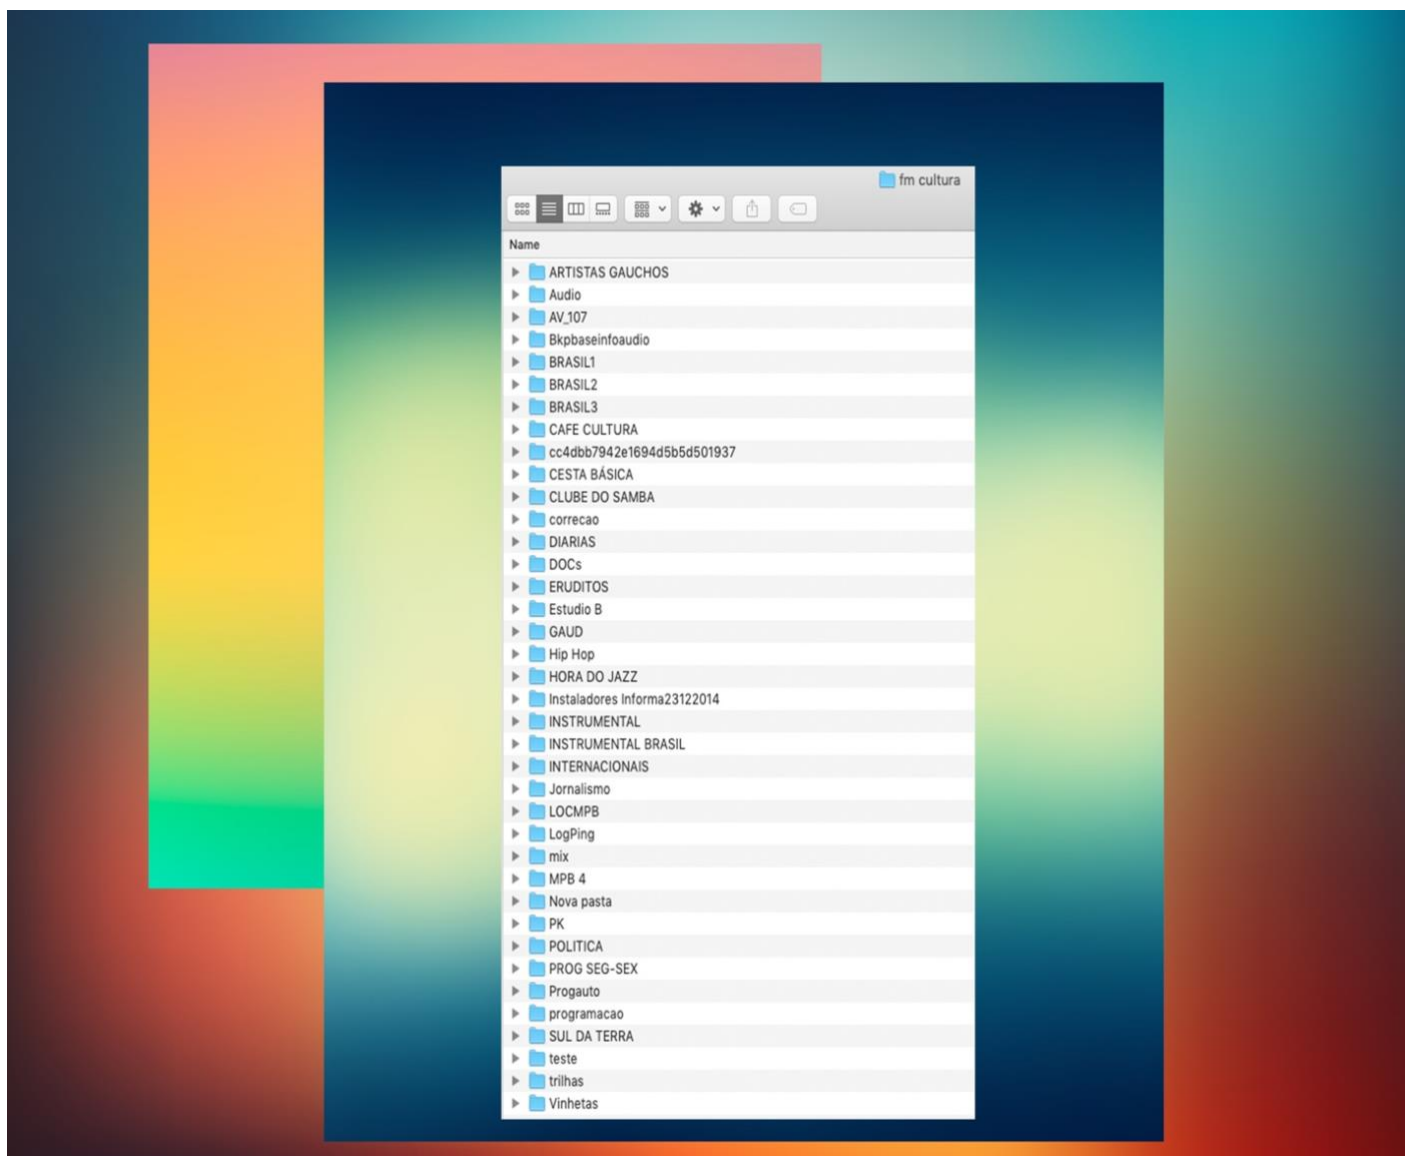 fm cultura
Name
ARTISTAS GAUCHOS
Audio
AV_107
Bkpbaseinfoaudio
BRASIL1
BRASIL2
BRASIL3
CAFE CULTURA
cc4dbb7942e1694d5b5d501937
CESTA BÁSICA
CLUBE DO SAMBA
correcao
DIARIAS
DOCs
ERUDITOS
Estudio B
GAUD
Hip Hop
HORA DO JAZZ
Instaladores Informa23122014
INSTRUMENTAL
INSTRUMENTAL BRASIL
INTERNACIONAIS
Jornalismo
LOCMPB
LogPing
mix
MPB 4
Nova pasta
PK
POLITICA
PROG SEG-SEX
Progauto
programacao
SUL DA TERRA
teste
trilhas
Vinhetas